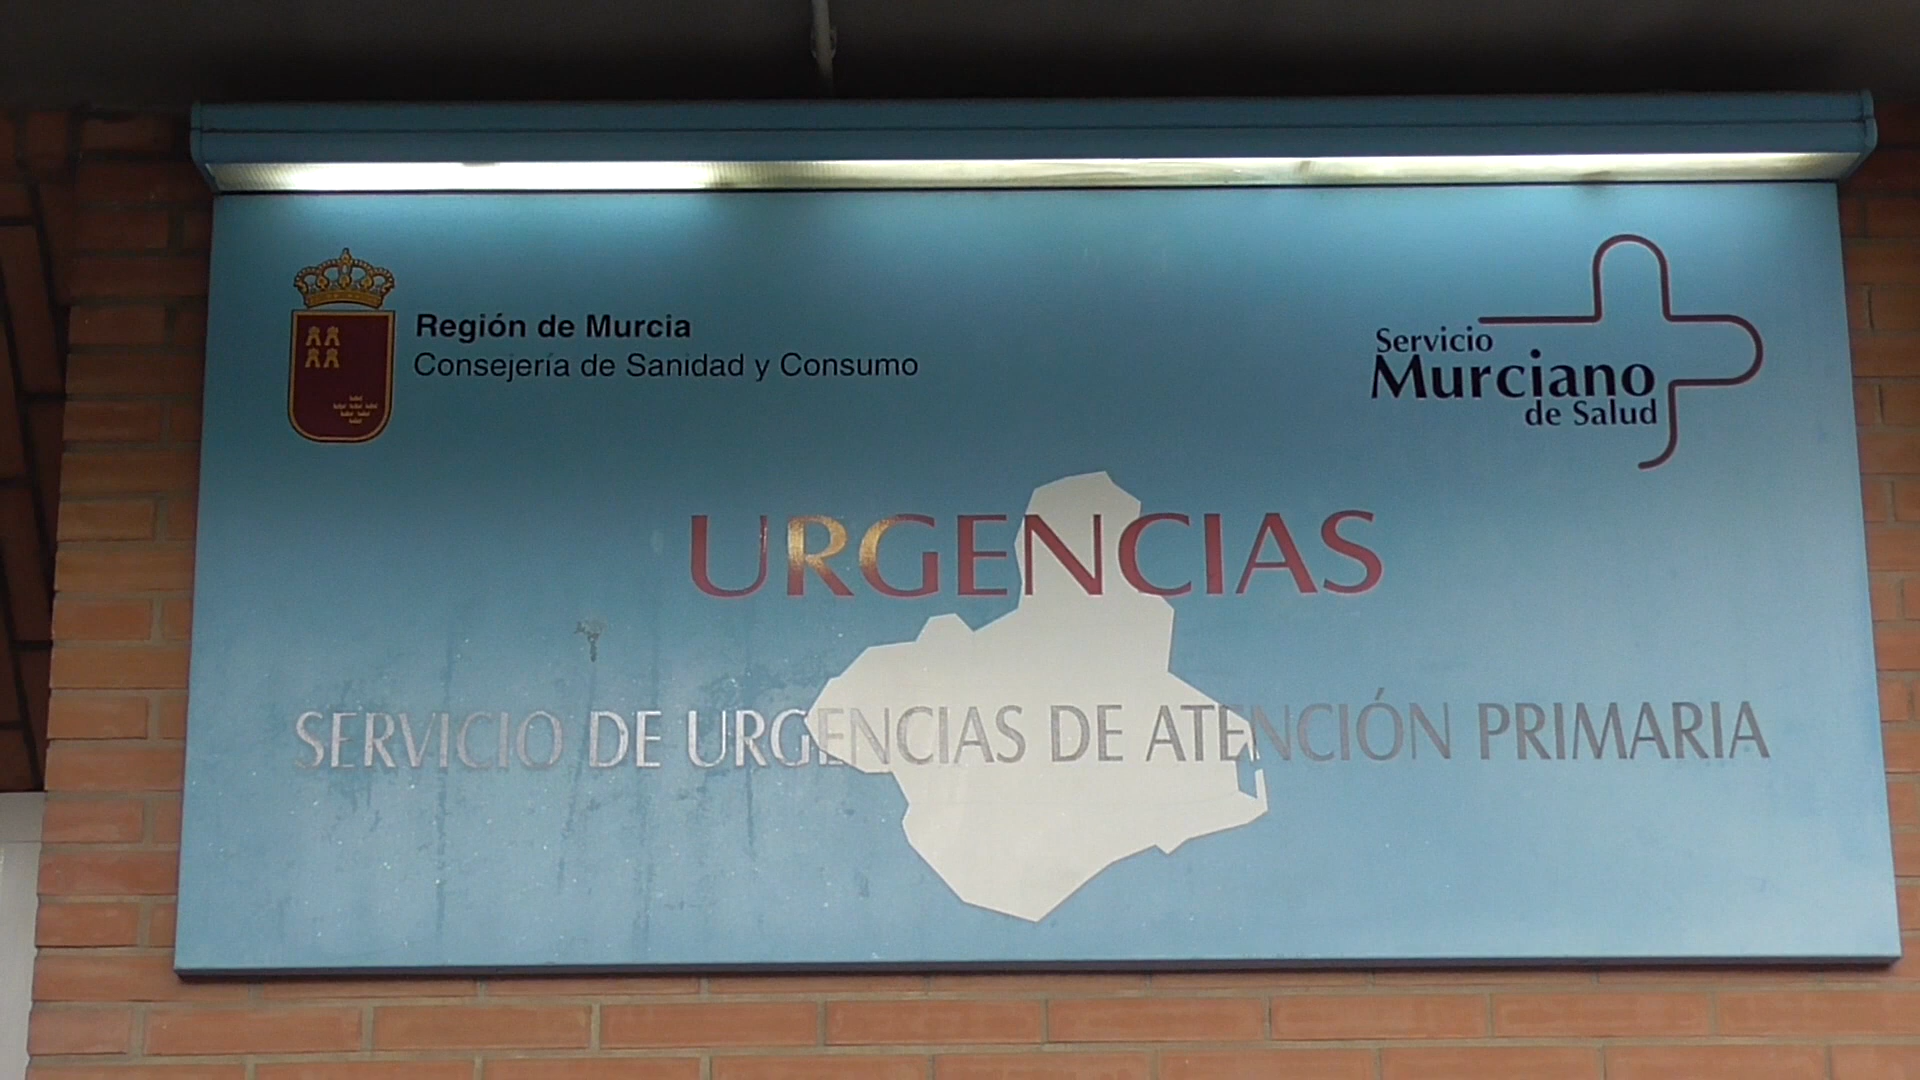 Región de Murcia
Consejería de Sanidad y Consumo
Servicio
Murciano
de Salud
URGENCIAS
SERVICIO DE URGENCIAS DE ATENCIÓN PRIMARIA